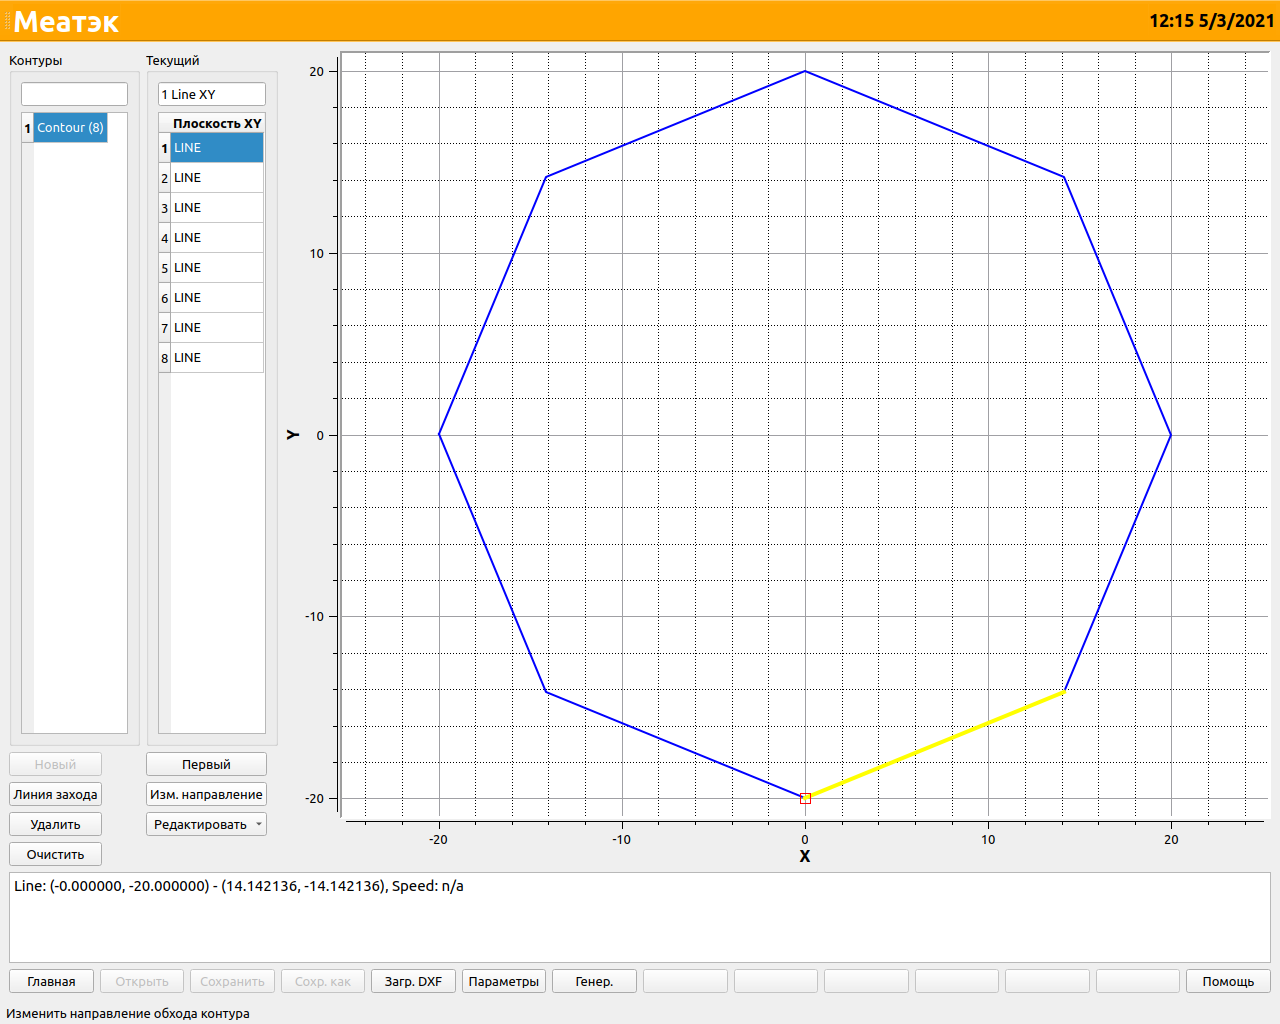 Меатэк
12:15 5/3/2021
Контуры
Текущий
1 Line XY
1 Contour (8)
Плоскость XY
1 LINE
2 LINE
3 LINE
4 LINE
5 LINE
6 LINE
7 LINE
8 LINE
20
10
0
-10
-20
Y
-20 -10 0 10 20
X
Новый
Первый
Линия захода
Изм. направление
Удалить
Редактировать
Очистить
Line: (-0.000000, -20.000000) - (14.142136, -14.142136), Speed: n/a
Главная Открыть Сохранить Сохр. как Загр. DXF Параметры Генер. Помощь
Изменить направление обхода контура